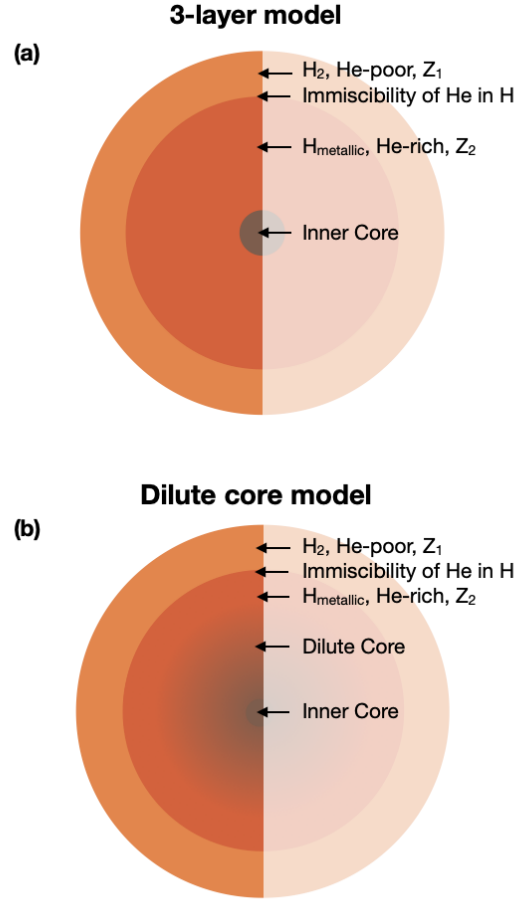 3-layer model
(a)
H₂, He-poor, Z₁
Immiscibility of He in H
Hmetallic, He-rich, Z₂
Inner Core
Dilute core model
(b)
H₂, He-poor, Z₁
Immiscibility of He in H
Hmetallic, He-rich, Z₂
Dilute Core
Inner Core